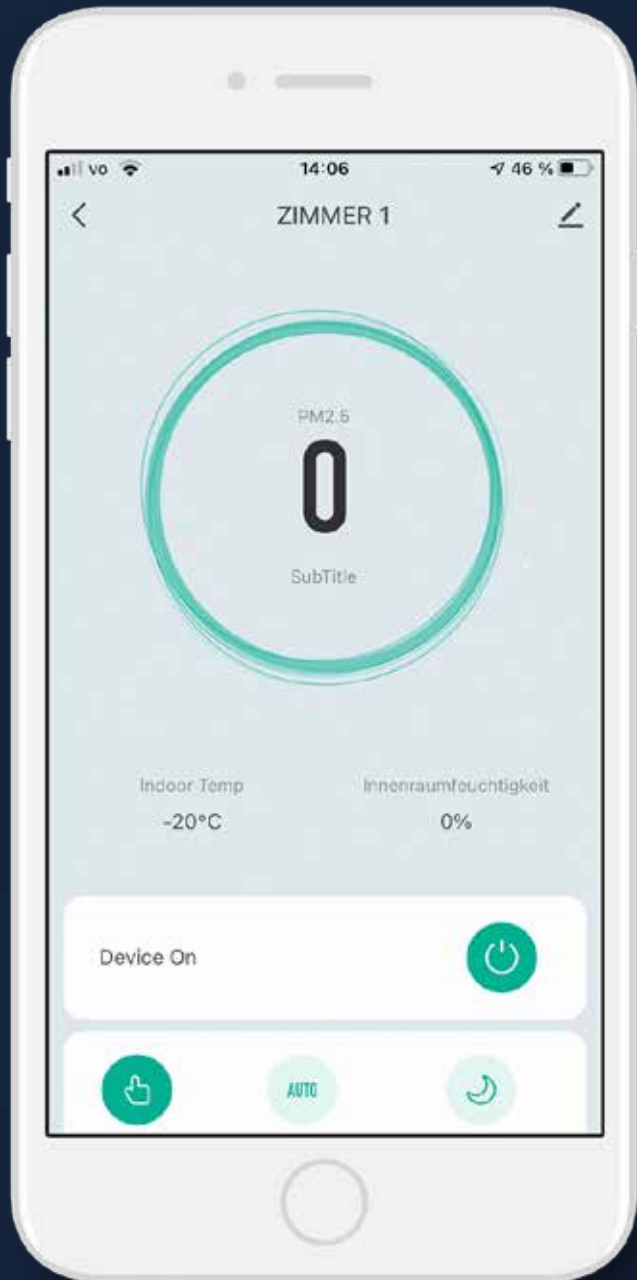 vo 14:06 46 %
ZIMMER 1
PM2.5
0
SubTitle
Indoor Temp Innenraumfeuchtigkeit
-20°C 0%
Device On
AUTO